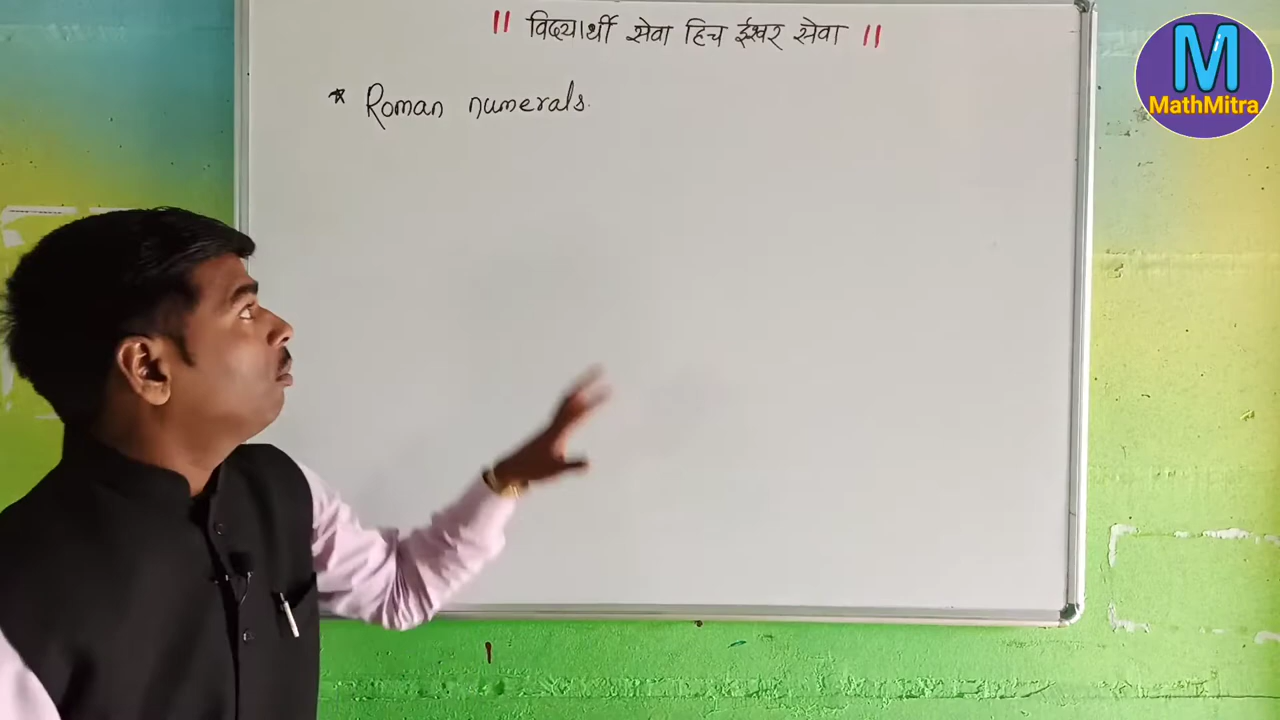 ॥ विद्यार्थी सेवा हिच ईश्वर सेवा ॥
* Roman numerals.
M
MathMitra